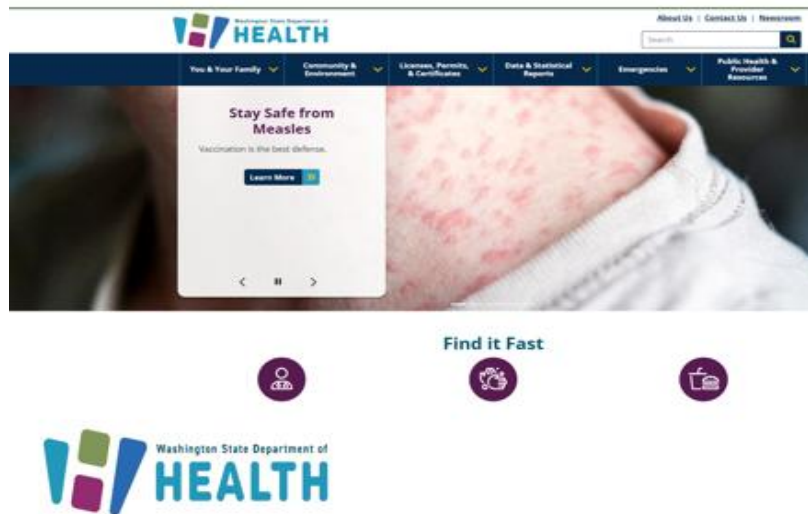 Washington State Department of
HEALTH
About Us | Contact Us | Newsroom
Search
You & Your Family
Community &
Environment
Licenses, Permits,
& Certificates
Data & Statistical
Reports
Emergencies
Public Health &
Provider
Resources
Stay Safe from
Measles
Vaccination is the best defense.
Learn More
Find it Fast
Washington State Department of
HEALTH